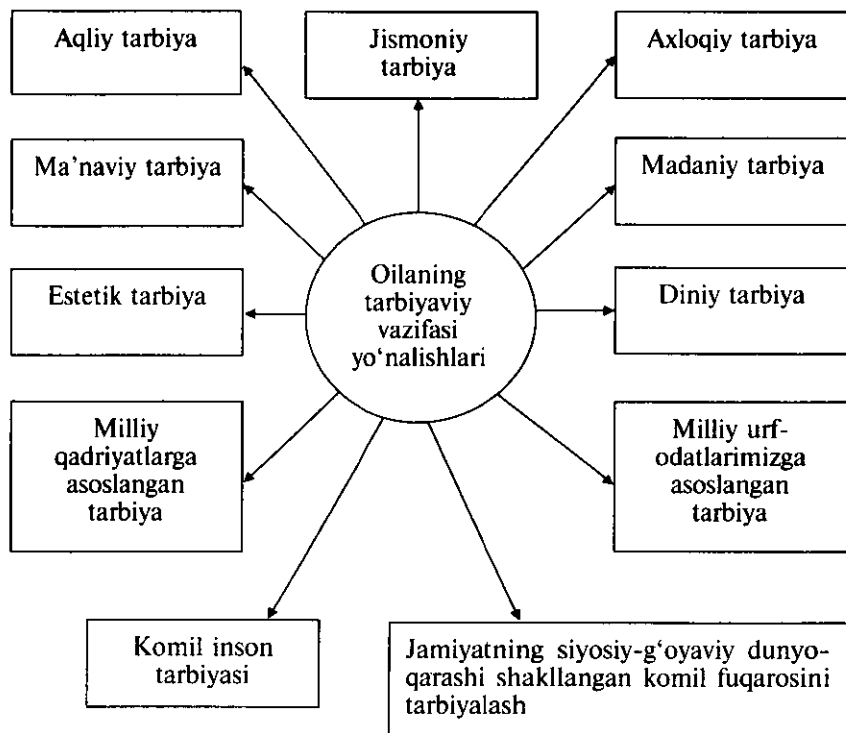 Aqliy tarbiya
Jismoniy
tarbiya
Axloqiy tarbiya
Ma’naviy tarbiya
Madaniy tarbiya
Estetik tarbiya
Oilaning
tarbiyaviy
vazifasi
yo‘nalishlari
Diniy tarbiya
Milliy
qadriyatlarga
asoslangan
tarbiya
Milliy urf-
odatlarimizga
asoslangan
tarbiya
Komil inson
tarbiyasi
Jamiyatning siyosiy-g‘oyaviy dunyo-
qarashi shakllangan komil fuqarosini
tarbiyalash